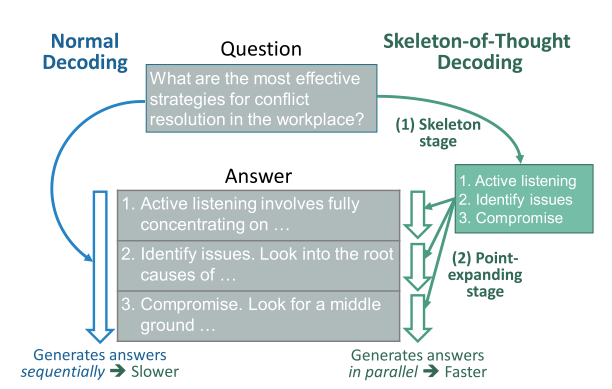 Normal
Decoding
Question
Skeleton-of-Thought
Decoding
What are the most effective
strategies for conflict
resolution in the workplace?
(1) Skeleton
stage
Answer
1. Active listening
2. Identify issues
3. Compromise
1. Active listening involves fully
concentrating on …
2. Identify issues. Look into the root
causes of …
3. Compromise. Look for a middle
ground …
(2) Point-
expanding
stage
Generates answers
sequentially ➔ Slower
Generates answers
in parallel ➔ Faster